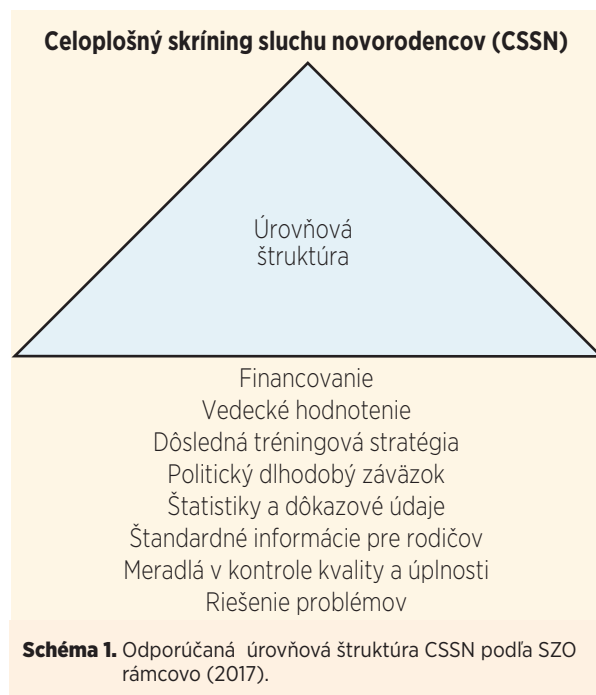 Celoplošný skríning sluchu novorodencov (CSSN)
Úrovňová
štruktúra
Financovanie
Vedecké hodnotenie
Dôsledná tréningová stratégia
Politický dlhodobý záväzok
Štatistiky a dôkazové údaje
Štandardné informácie pre rodičov
Meradlá v kontrole kvality a úplnosti
Riešenie problémov
Schéma 1. Odporúčaná úrovňová štruktúra CSSN podľa SZO
rámcovo (2017).